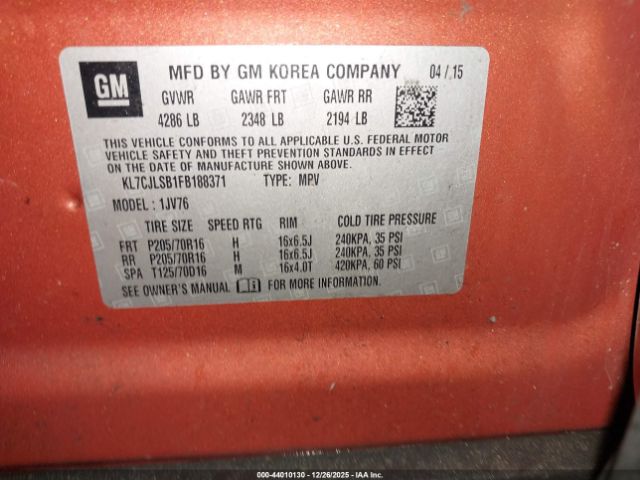 GM
MFD BY GM KOREA COMPANY 04 / 15
GVWR GAWR FRT GAWR RR
4286 LB 2348 LB 2194 LB
THIS VEHICLE CONFORMS TO ALL APPLICABLE U.S. FEDERAL MOTOR
VEHICLE SAFETY AND THEFT PREVENTION STANDARDS IN EFFECT ON
THE DATE OF MANUFACTURE SHOWN ABOVE.
KL7CJLSB1FB188371 TYPE: MPV
MODEL : 1JV76
TIRE SIZE SPEED RTG RIM COLD TIRE PRESSURE
FRT P205/70R16 H 16x6.5J 240KPA, 35 PSI
RR P205/70R16 H 16x6.5J 240KPA, 35 PSI
SPA T125/70D16 M 16x4.0T 420KPA, 60 PSI
SEE OWNER'S MANUAL FOR MORE INFORMATION.
000-44010130 - 12/26/2025 - IAAI.COM